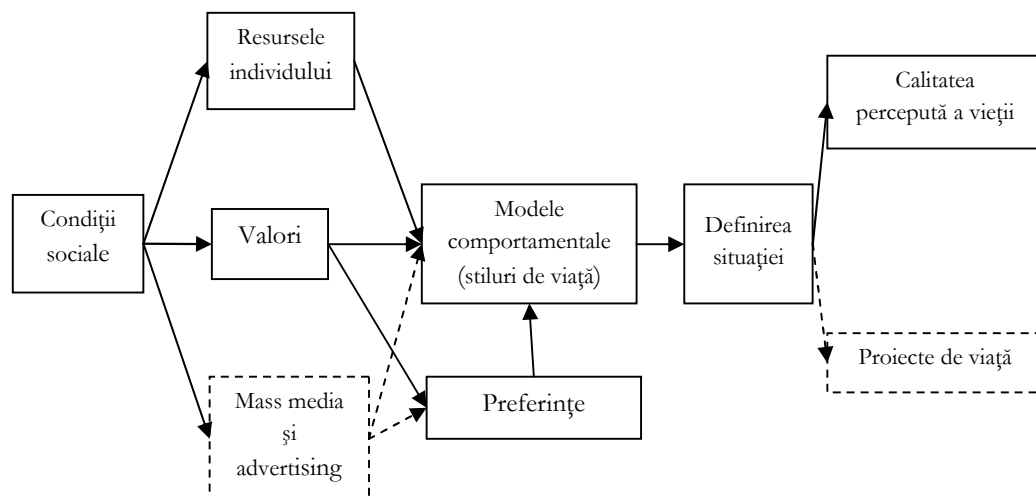 Resursele
individului
Calitatea
percepută a vieţii
Condiţii
sociale
Valori
Modele
comportamentale
(stiluri de viaţă)
Definirea
situaţiei
Mass media
şi
advertising
Preferinţe
Proiecte de viaţă